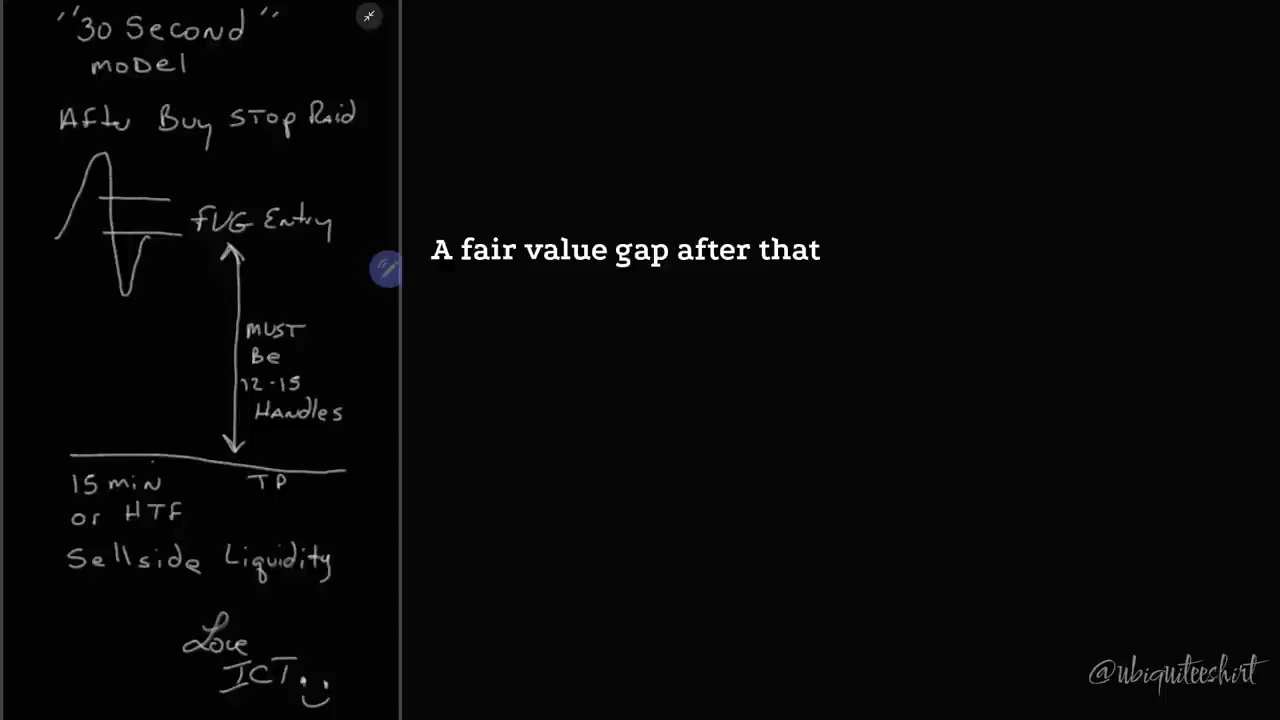 "30 Second"
model
After Buy Stop Raid
FVG Entry
A fair value gap after that
MUST
Be
12-15
HANdles
15 min
TP
or HTF
Sellside Liquidity
Love
ICT
@ubiquiteeshirt